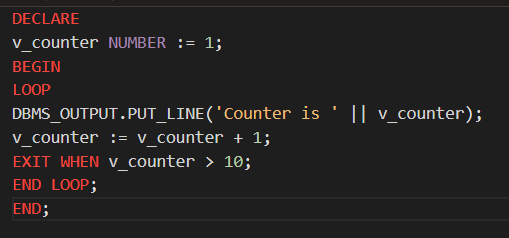 DECLARE
v_counter NUMBER := 1;
BEGIN
LOOP
DBMS_OUTPUT.PUT_LINE('Counter is ' || v_counter);
v_counter := v_counter + 1;
EXIT WHEN v_counter > 10;
END LOOP;
END;